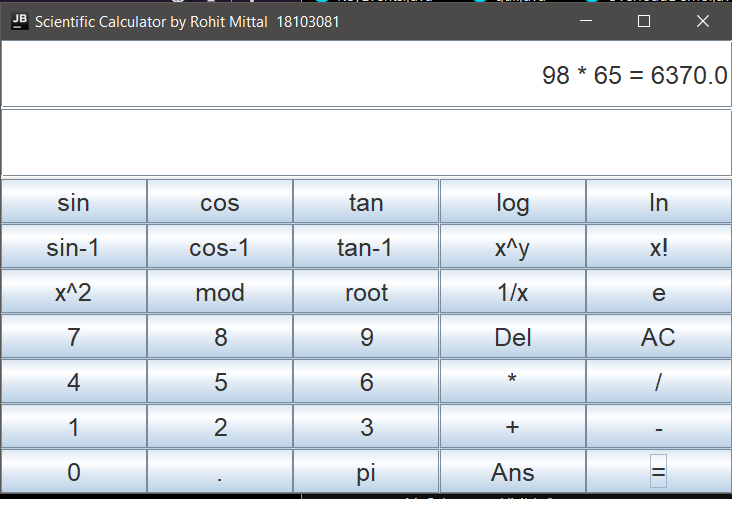 JB Scientific Calculator by Rohit Mittal 18103081
98 * 65 = 6370.0
sin cos tan log ln
sin-1 cos-1 tan-1 x^y x!
x^2 mod root 1/x e
7 8 9 Del AC
4 5 6 * /
1 2 3 + -
0 . pi Ans =